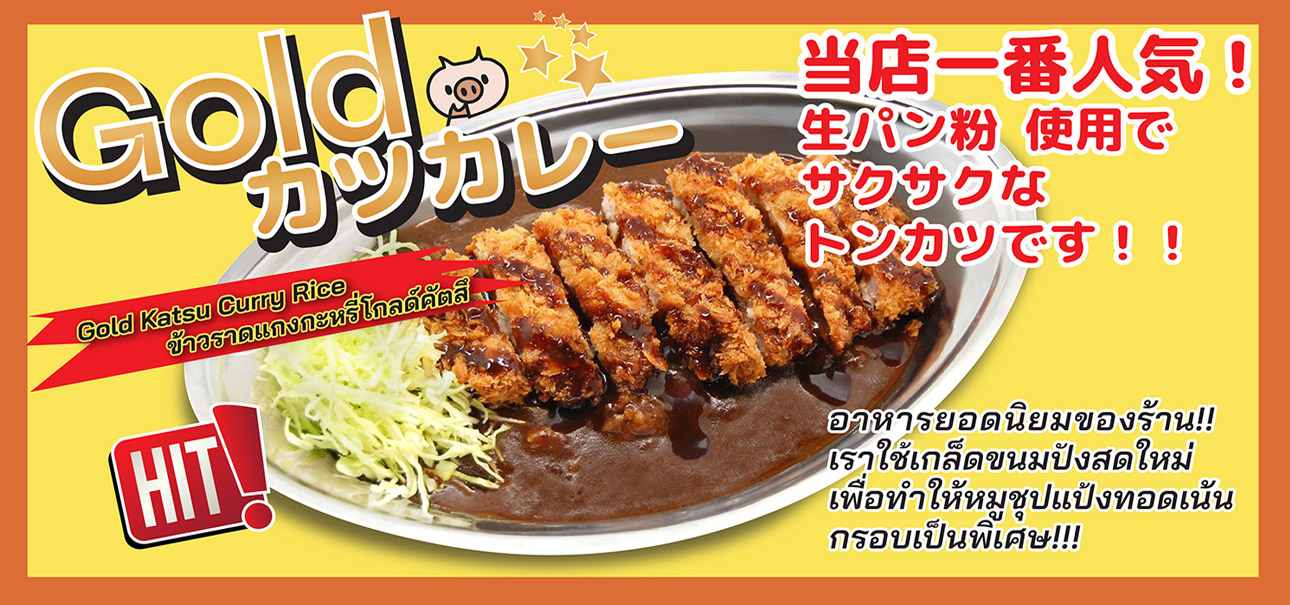 Gold
カツカレー
当店一番人気！
生パン粉 使用で
サクサクな
トンカツです！！
Gold Katsu Curry Rice
ข้าวราดแกงกะหรี่โกลด์คัตสึ
HIT!
อาหารยอดนิยมของร้าน!!
เราใช้เกล็ดขนมปังสดใหม่
เพื่อทำให้หมูชุปแป้งทอดเน้น
กรอบเป็นพิเศษ!!!